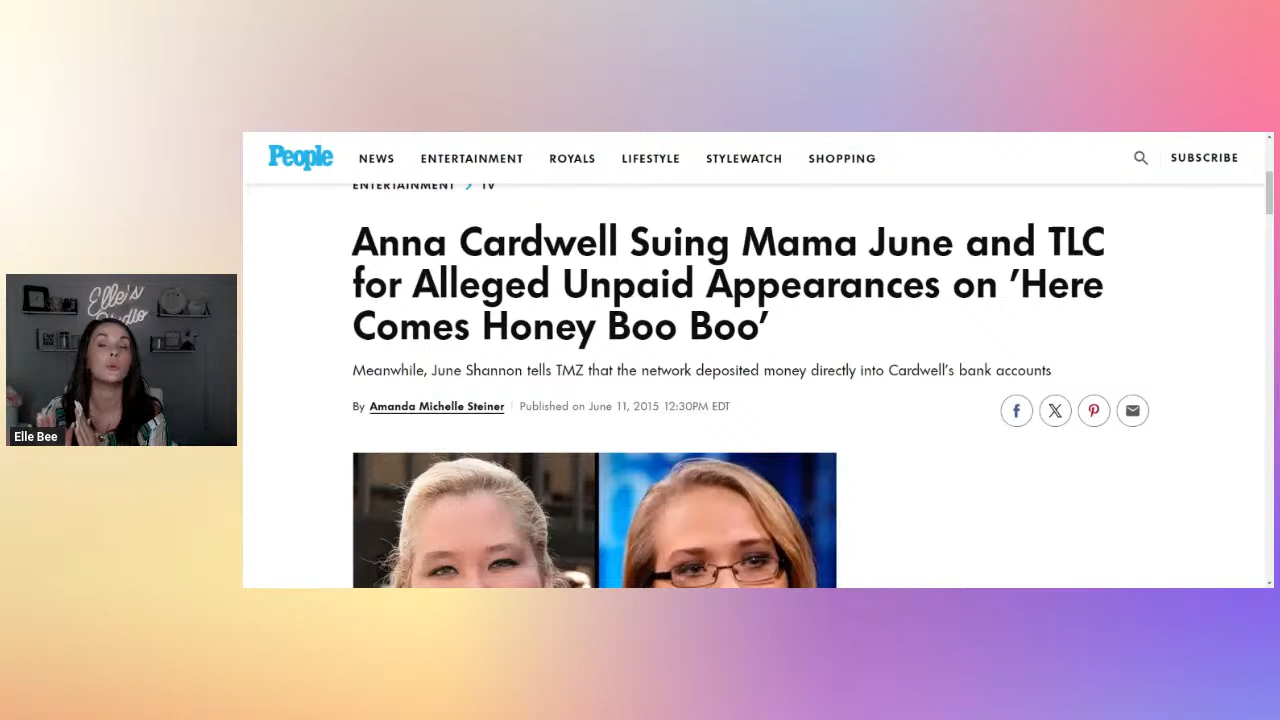 People
NEWS ENTERTAINMENT ROYALS LIFESTYLE STYLEWATCH SHOPPING SUBSCRIBE
ENTERTAINMENT > TV
Anna Cardwell Suing Mama June and TLC
for Alleged Unpaid Appearances on ’Here
Comes Honey Boo Boo’
Meanwhile, June Shannon tells TMZ that the network deposited money directly into Cardwell’s bank accounts
By Amanda Michelle Steiner | Published on June 11, 2015 12:30PM EDT
Elle's
Studio
Elle Bee